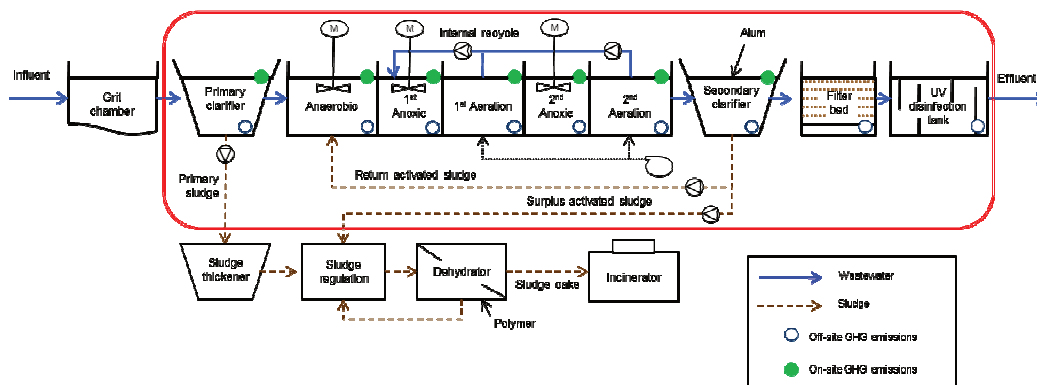 M
M
Internal recycle
Alum
Influent
Grit
chamber
Primary
clarifier
Anaerobio
1st
Anoxic
1st Aeration
2nd
Anoxic
2nd
Aeration
Secondary
clarifier
Filter
bed
UV
disinfection
tank
Effluent
Primary
sludge
Return activated sludge
Surplus activated sludge
Sludge
thickener
Sludge
regulation
Dehydrator
Sludge cake
Incinerator
Polymer
Wastewater
Sludge
Off-site GHG emissions
On-site GHG emissions